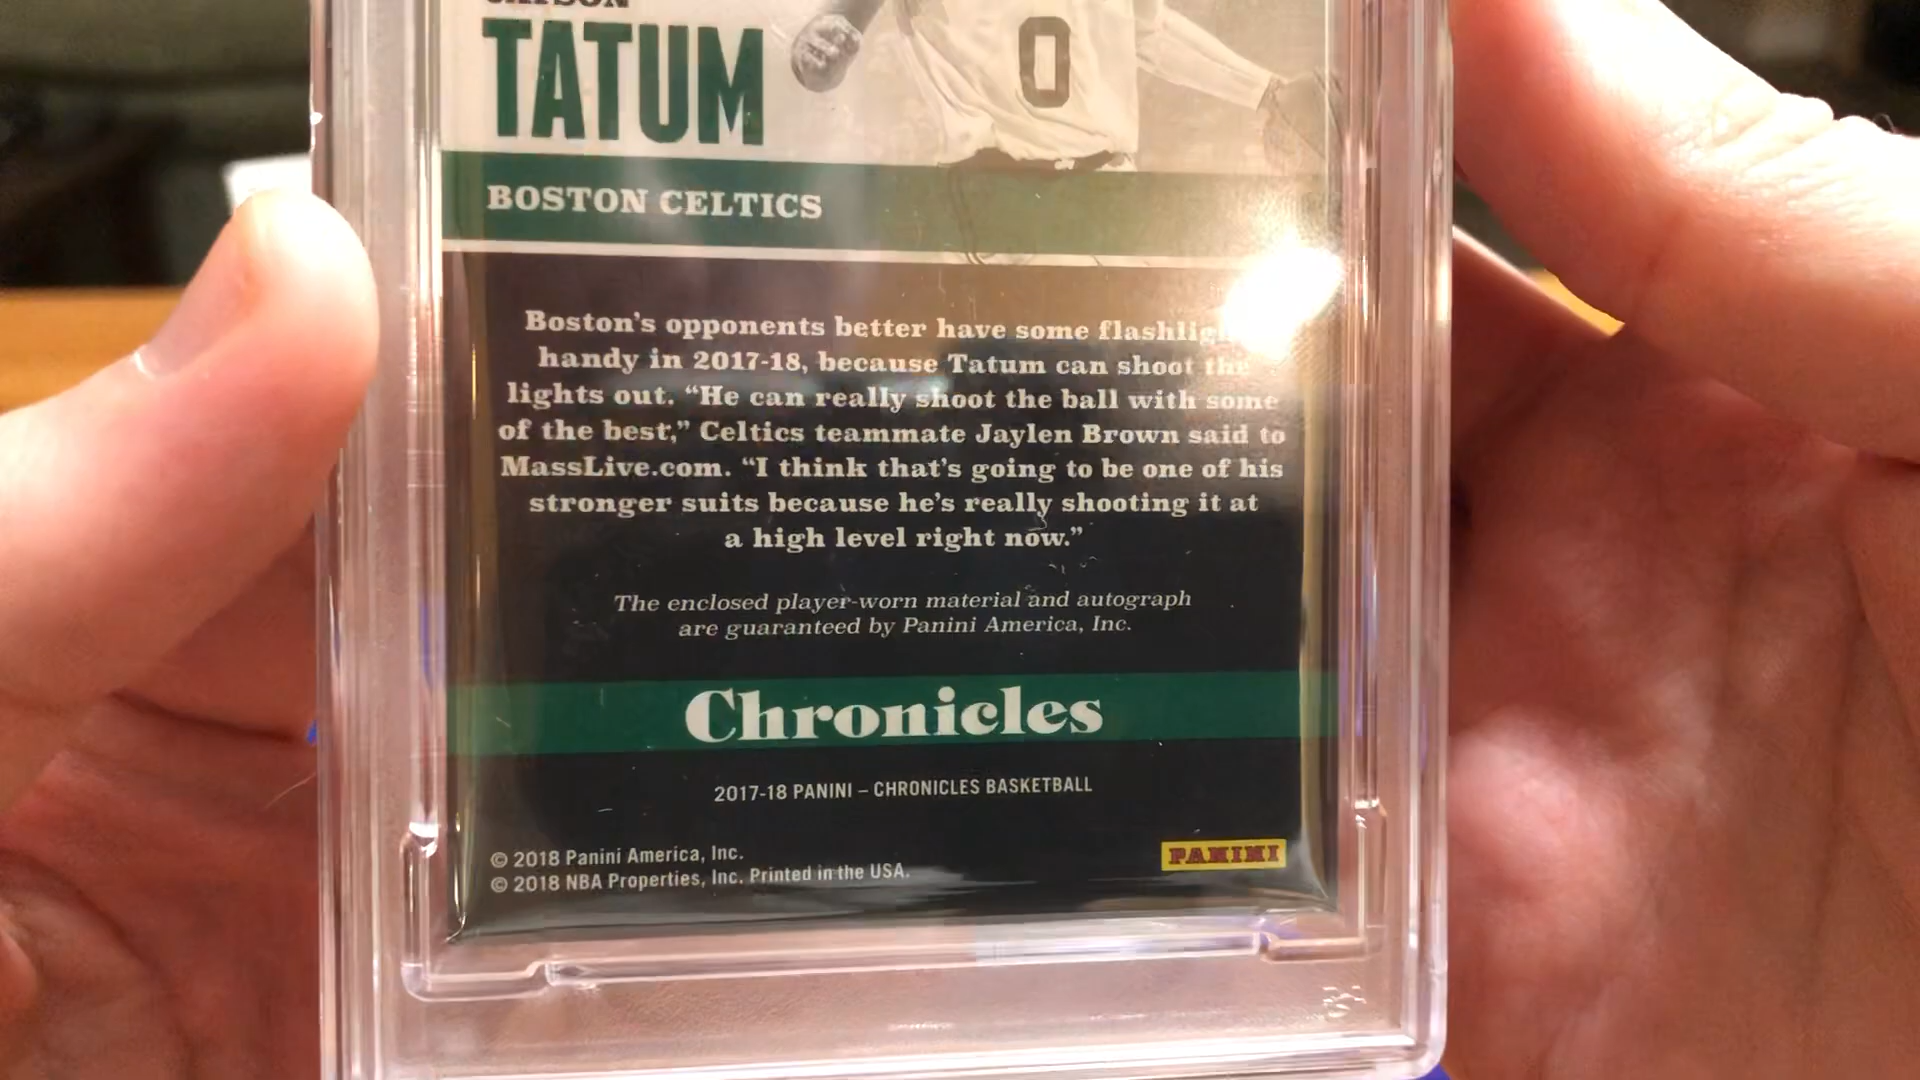 TATUM
0
BOSTON CELTICS
Boston's opponents better have some
handy in 2017-18, because Tatum can shoot the
lights out. “He can really shoot the ball with some
of the best,” Celtics teammate Jaylen Brown said to
MassLive.com. “I think that's going to be one of his
stronger suits because he's really shooting it at
a high level right now.”
The enclosed player-worn material and autograph
are guaranteed by Panini America, Inc.
Chronicles
2017-18 PANINI – CHRONICLES BASKETBALL
© 2018 Panini America, Inc.
© 2018 NBA Properties, Inc. Printed in the USA.
PANINI